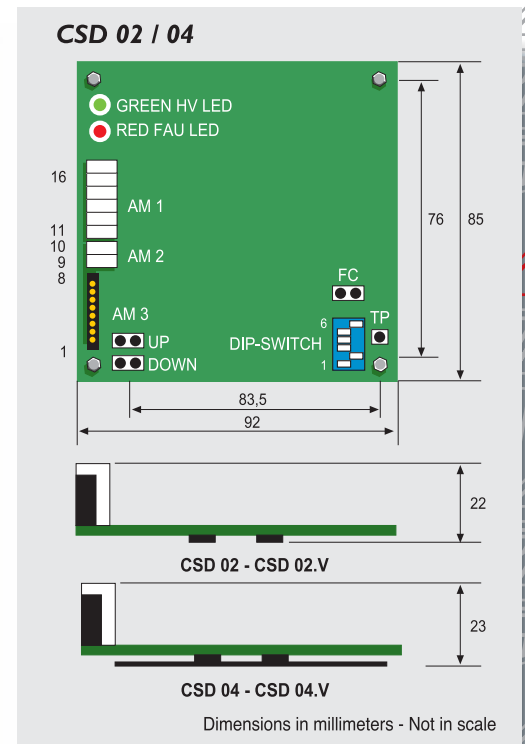 CSD 02 / 04
GREEN HV LED
RED FAU LED
16
AM 1
11
10
AM 2
9
8
76
85
FC
AM 3
6
TP
UP
DIP-SWITCH
1
DOWN
1
83,5
92
22
CSD 02 - CSD 02.V
23
CSD 04 - CSD 04.V
Dimensions in millimeters - Not in scale